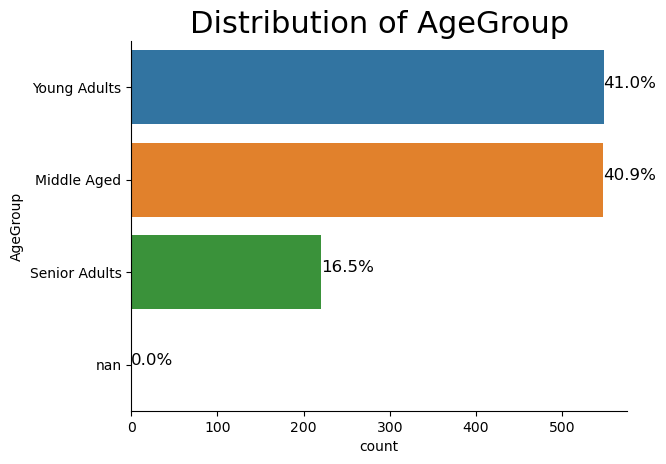 Distribution of AgeGroup
Young Adults
41.0%
Middle Aged
40.9%
Senior Adults
16.5%
nan
0.0%
AgeGroup
0
100
200
300
400
500
count